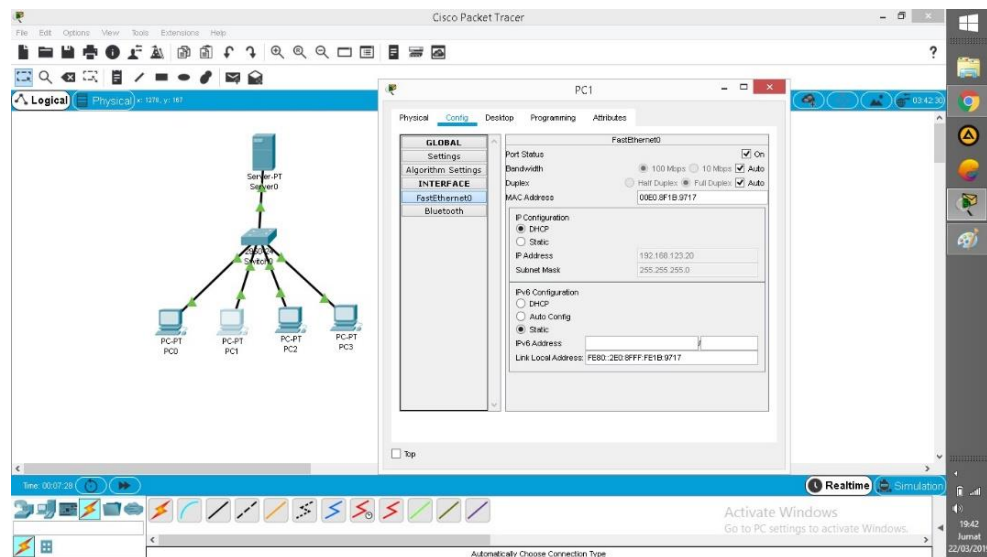 Cisco Packet Tracer
File Edit Options View Tools Extensions Help
?
Logical Physical x: 1278, y: 167
03:42:30
Server-PT
Server0
Switch0
PC-PT
PC0
PC-PT
PC1
PC-PT
PC2
PC-PT
PC3
PC1
Physical Config Desktop Programming Attributes
GLOBAL
Settings
Algorithm Settings
INTERFACE
FastEthernet0
Bluetooth
FastEthernet0
Port Status On
Bandwidth 100 Mbps 10 Mbps Auto
Duplex Half Duplex Full Duplex Auto
MAC Address 00E0.8F1B.9717
IP Configuration
DHCP
Static
IP Address 192.168.123.20
Subnet Mask 255.255.255.0
IPv6 Configuration
DHCP
Auto Config
Static
IPv6 Address /
Link Local Address: FE80::2E0:8FFF:FE1B:9717
Top
Time: 00:07:28
Realtime Simulation
Activate Windows
Go to PC settings to activate Windows.
Automatically Choose Connection Type
19:42
Jumat
22/03/2019